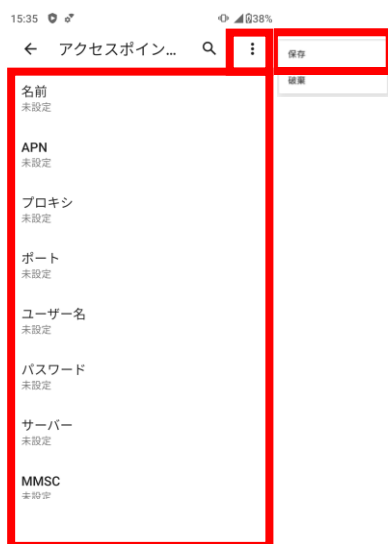 15:35 38%
アクセスポイン...
保存
破棄
名前
未設定
APN
未設定
プロキシ
未設定
ポート
未設定
ユーザー名
未設定
パスワード
未設定
サーバー
未設定
MMSC
未設定